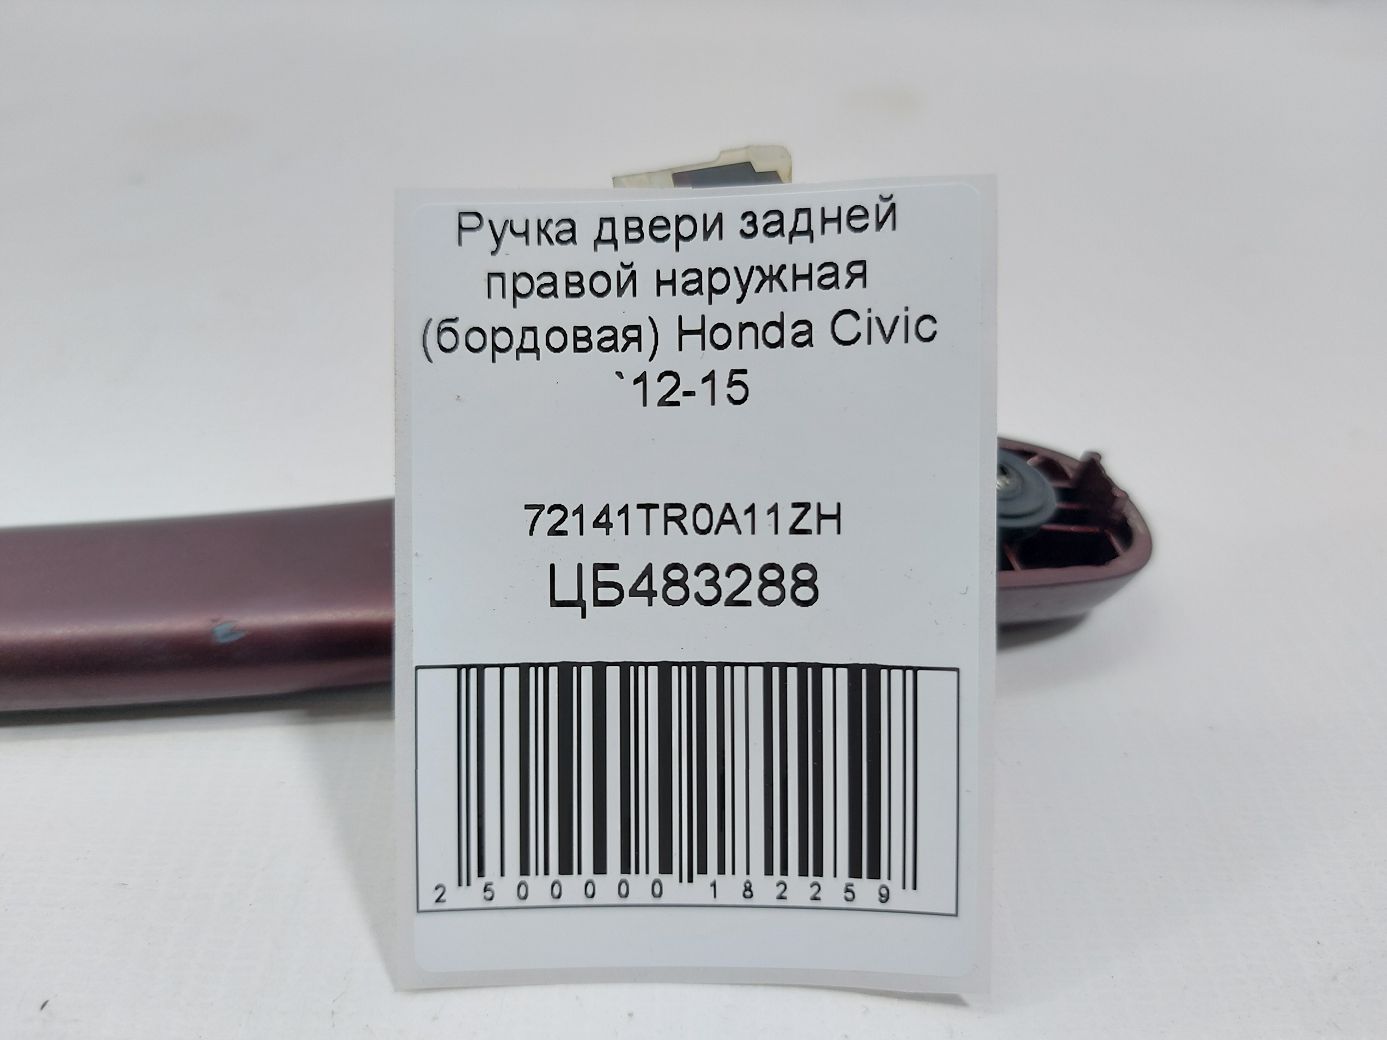 Ручка двери задней
правой наружная
(бордовая) Honda Civic
`12-15
72141TR0A11ZH
ЦБ483288
2 500000 182259